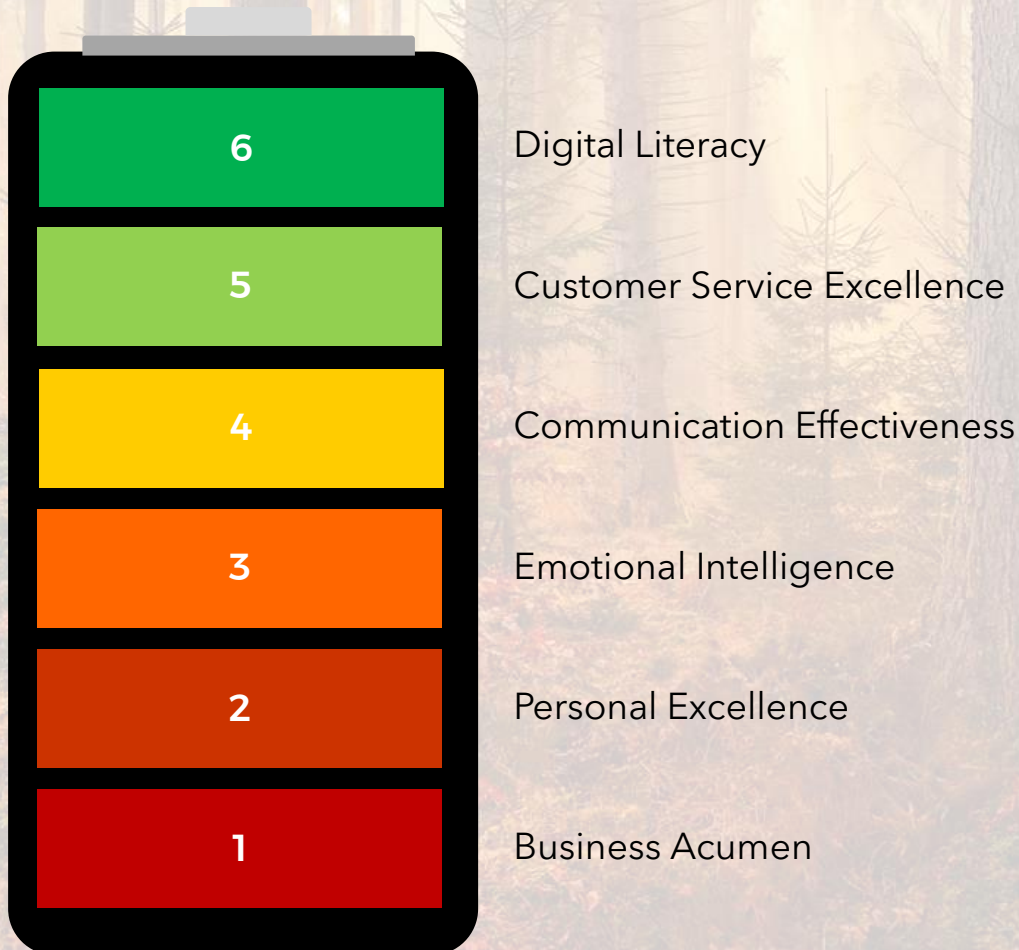 6 Digital Literacy
5 Customer Service Excellence
4 Communication Effectiveness
3 Emotional Intelligence
2 Personal Excellence
1 Business Acumen